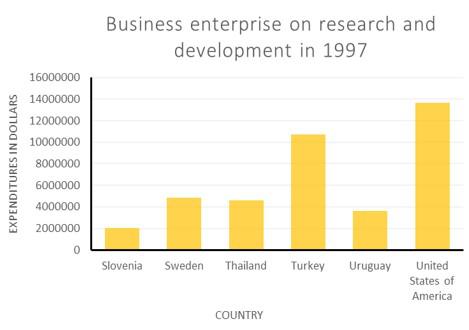 Business enterprise on research and
development in 1997
EXPENDITURES IN DOLLARS
16000000
14000000
12000000
10000000
8000000
6000000
4000000
2000000
0
Slovenia Sweden Thailand Turkey Uruguay United
States of
America
COUNTRY